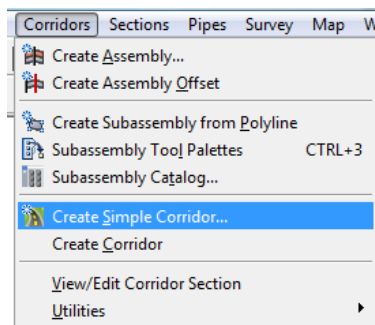 Corridors Sections Pipes Survey Map
Create Assembly...
Create Assembly Offset
Create Subassembly from Polyline
Subassembly Tool Palettes CTRL+3
Subassembly Catalog...
Create Simple Corridor...
Create Corridor
View/Edit Corridor Section
Utilities